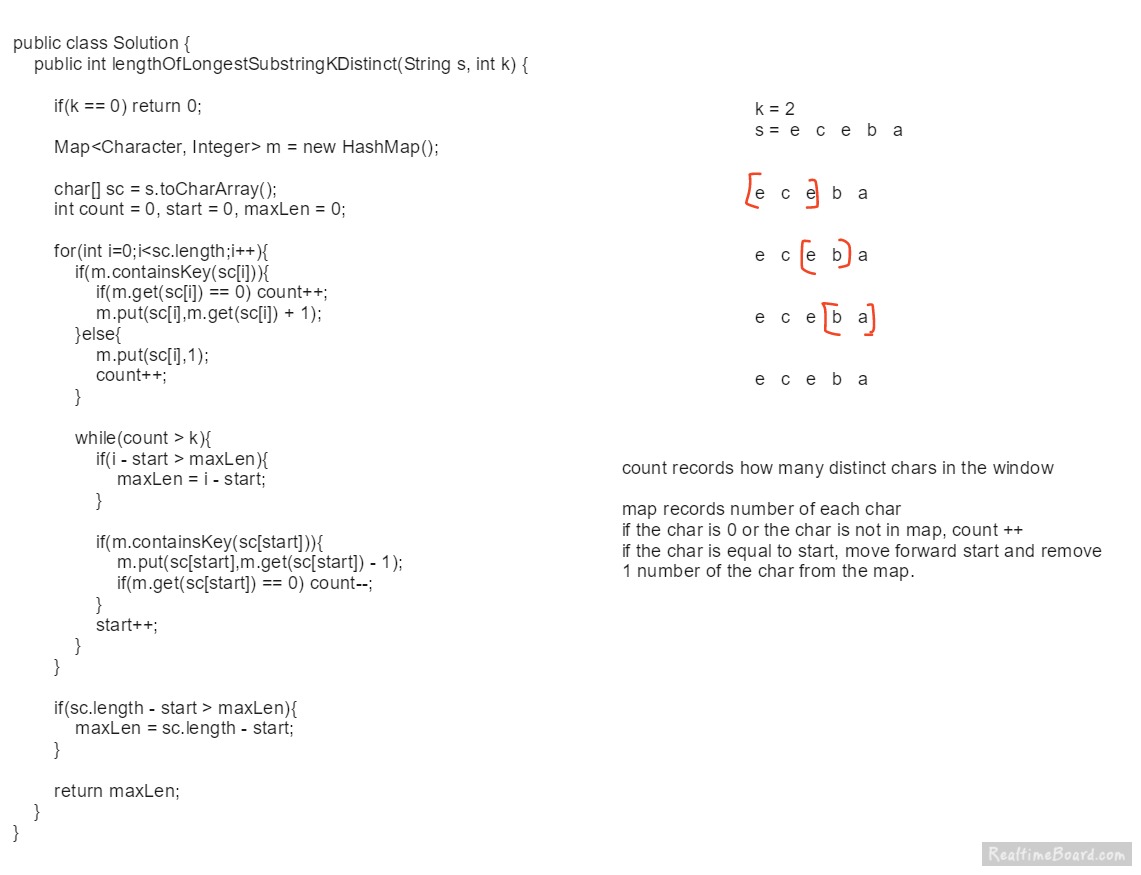 public class Solution {
public int lengthOfLongestSubstringKDistinct(String s, int k) {
if(k == 0) return 0;
Map<Character, Integer> m = new HashMap();
char[] sc = s.toCharArray();
int count = 0, start = 0, maxLen = 0;
for(int i=0;i<sc.length;i++){
if(m.containsKey(sc[i])){
if(m.get(sc[i]) == 0) count++;
m.put(sc[i],m.get(sc[i]) + 1);
}else{
m.put(sc[i],1);
count++;
}
while(count > k){
if(i - start > maxLen){
maxLen = i - start;
}
if(m.containsKey(sc[start])){
m.put(sc[start],m.get(sc[start]) - 1);
if(m.get(sc[start]) == 0) count--;
}
start++;
}
}
if(sc.length - start > maxLen){
maxLen = sc.length - start;
}
return maxLen;
}
}
k = 2
s = e c e b a
[e c e] b a
e c [e b) a
e c e [b a]
e c e b a
count records how many distinct chars in the window
map records number of each char
if the char is 0 or the char is not in map, count ++
if the char is equal to start, move forward start and remove
1 number of the char from the map.
RealtimeBoard.com